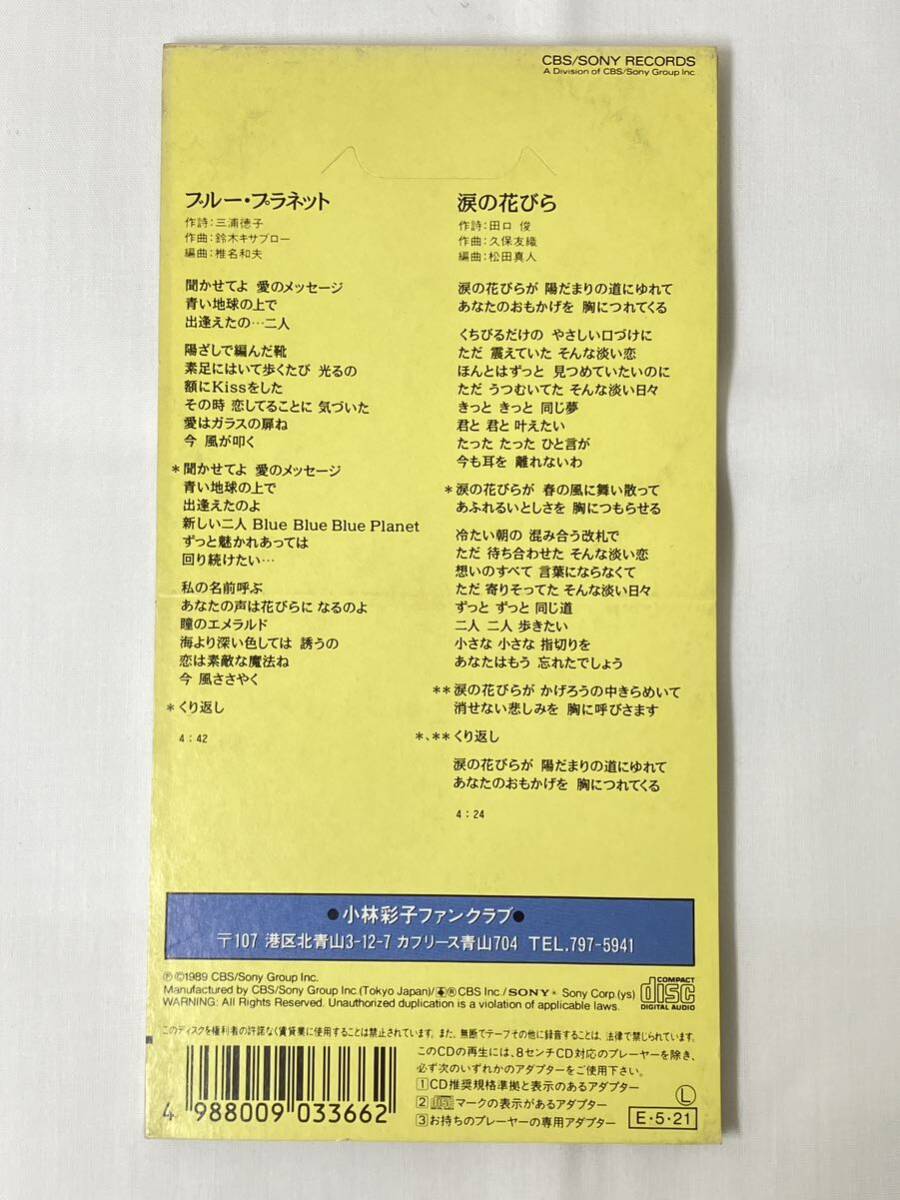 CBS/SONY RECORDS
A Division of CBS/Sony Group Inc.
ブルー・プラネット
作詩:三浦徳子
作曲:鈴木キサブロー
編曲:椎名和夫
聞かせてよ 愛のメッセージ
青い地球の上で
出逢えたの…二人
陽ざしで編んだ靴
素足にはいて歩くたび 光るの
額にKissをした
その時 恋してることに 気づいた
愛はガラスの扉ね
今 風が叩く
*聞かせてよ 愛のメッセージ
青い地球の上で
出逢えたのよ
新しい二人 Blue Blue Blue Planet
ずっと魅かれあっては
回り続けたい…
私の名前呼ぶ
あなたの声は花びらに なるのよ
瞳のエメラルド
海より深い色しては 誘うの
恋は素敵な魔法ね
今 風ささやく
*くり返し
4:42
涙の花びら
作詩:田口 俊
作曲:久保友織
編曲:松田真人
涙の花びらが 陽だまりの道にゆれて
あなたのおもかげを 胸につれてくる
くちびるだけの やさしい口づけに
ただ 震えていた そんな淡い恋
ほんとはずっと 見つめていたいのに
ただ うつむいてた そんな淡い日々
きっと きっと 同じ夢
君と 君と 叶えたい
たった たった ひと言が
今も耳を 離れないわ
*涙の花びらが 春の風に舞い散って
あふれるいとしさを 胸につもらせる
冷たい朝の 混み合う改札で
ただ 待ち合わせた そんな淡い恋
想いのすべて 言葉にならなくて
ただ 寄りそってた そんな淡い日々
ずっと ずっと 同じ道
二人 二人 歩きたい
小さな 小さな 指切りを
あなたはもう 忘れたでしょう
**涙の花びらが かげろうの中きらめいて
消せない悲しみを 胸に呼びさます
*、**くり返し
涙の花びらが 陽だまりの道にゆれて
あなたのおもかげを 胸につれてくる
4:24
●小林彩子ファンクラブ●
〒107 港区北青山3-12-7 カプリース青山704 TEL.797-5941
Ⓟ©1989 CBS/Sony Group Inc.
Manufactured by CBS/Sony Group Inc.(Tokyo Japan)/® CBS Inc./SONY* Sony Corp.(ys)
WARNING: All Rights Reserved. Unauthorized duplication is a violation of applicable laws.
COMPACT
disc
DIGITAL AUDIO
このディスクを権利者の許諾なく賃貸業に使用することは禁止されています。また、無断でテープその他に録音することは、法律で禁じられています。
4 988009 033662
このCDの再生には、8センチCD対応のプレーヤーを除き、
必ず次のいずれかのアダプターをご使用下さい。
1 CD推奨規格準拠と表示のあるアダプター
2 マークの表示があるアダプター
3 お持ちのプレーヤーの専用アダプター
Ⓛ
E・5・21